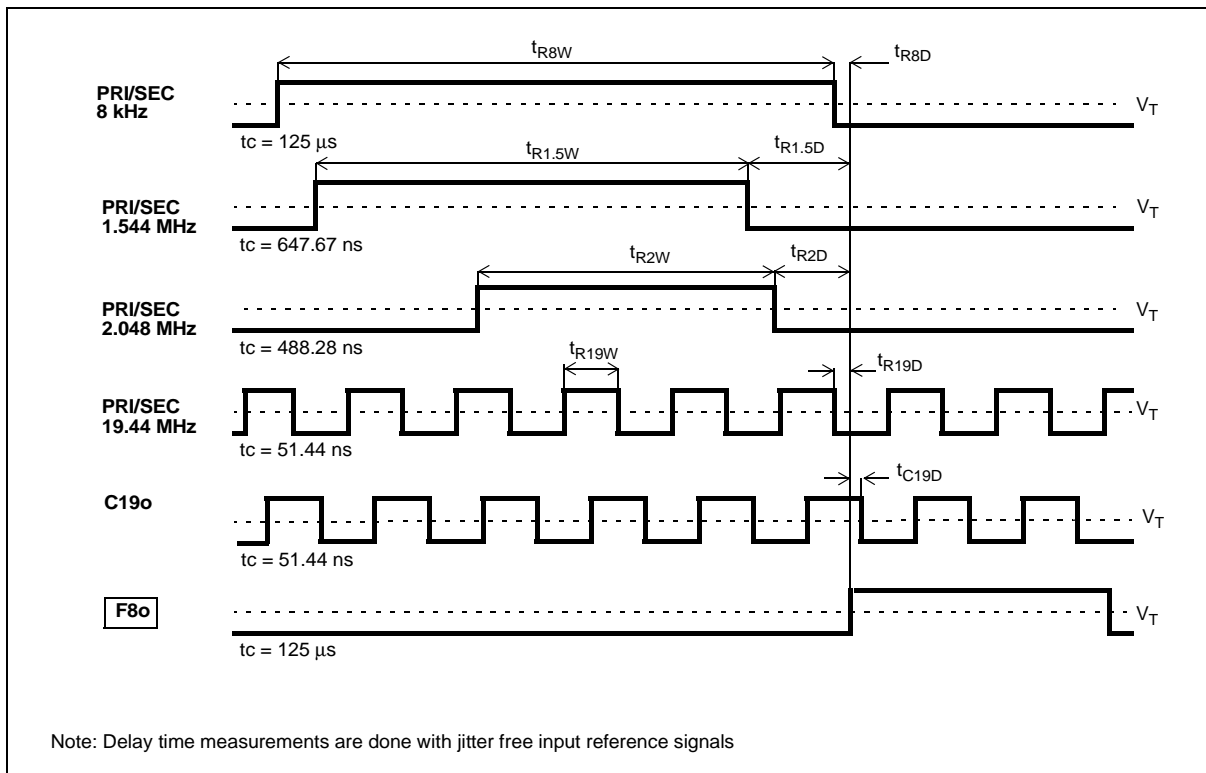 tR8W
tR8D
PRI/SEC
8 kHz
VT
tc = 125 μs
tR1.5W
tR1.5D
PRI/SEC
1.544 MHz
VT
tc = 647.67 ns
tR2W
tR2D
PRI/SEC
2.048 MHz
VT
tc = 488.28 ns
tR19W
tR19D
PRI/SEC
19.44 MHz
VT
tc = 51.44 ns
tC19D
C19o
VT
tc = 51.44 ns
F8o
VT
tc = 125 μs
Note: Delay time measurements are done with jitter free input reference signals